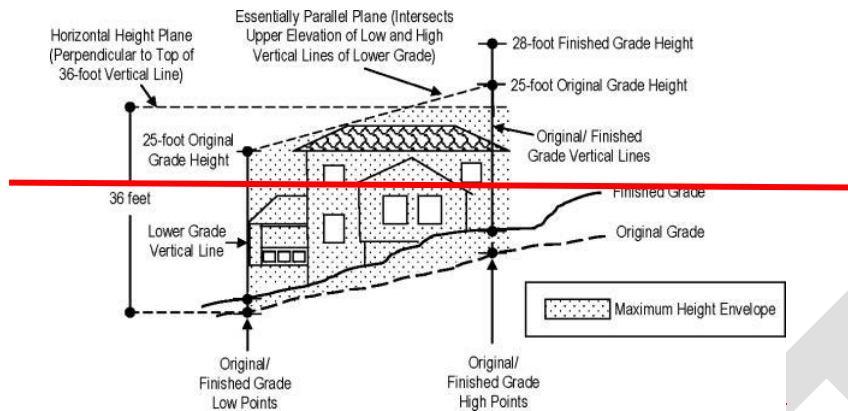 Essentially Parallel Plane (Intersects
Upper Elevation of Low and High
Vertical Lines of Lower Grade)
Horizontal Height Plane
(Perpendicular to Top of
36-foot Vertical Line)
28-foot Finished Grade Height
25-foot Original Grade Height
25-foot Original
Grade Height
Original/ Finished
Grade Vertical Lines
36 feet
Finished Grade
Lower Grade
Vertical Line
Original Grade
Maximum Height Envelope
Original/
Finished Grade
Low Points
Original/
Finished Grade
High Points